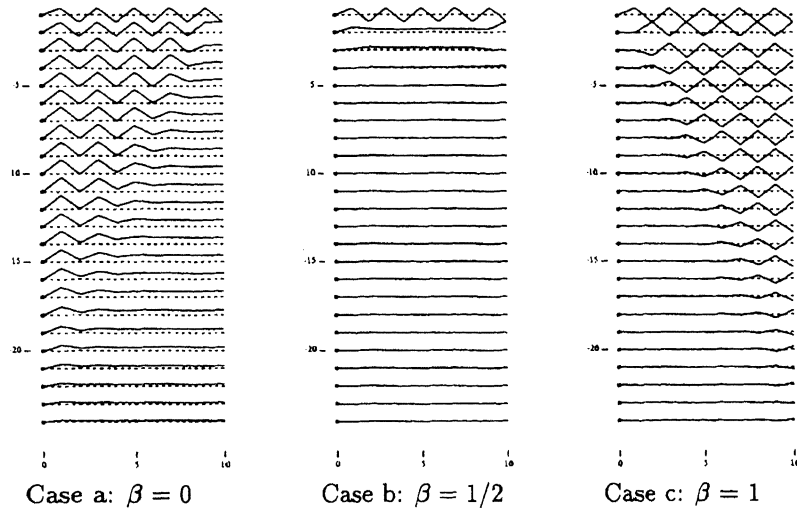 -5 — 5 — -5 —
10 — 10 — -10 —
15 — 15 — -15 —
-20 — -20 — -20 —
0 5 10 0 5 10 0 5 10
Case a: β = 0 Case b: β = 1/2 Case c: β = 1